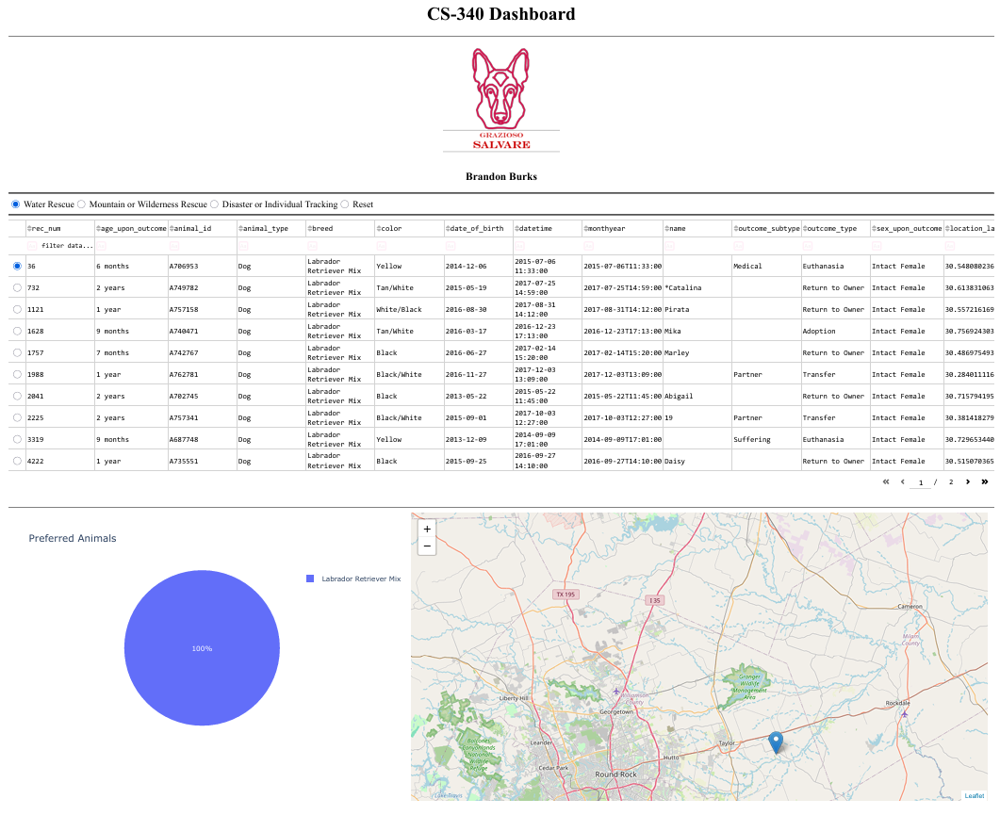 CS-340 Dashboard
GRAZIOSO
SALVARE
Brandon Burks
Water Rescue Mountain or Wilderness Rescue Disaster or Individual Tracking Reset
rec_num age_upon_outcome animal_id animal_type breed color date_of_birth datetime monthyear name outcome_subtype outcome_type sex_upon_outcome location_la
filter data...
36 6 months A706953 Dog Labrador Retriever Mix Yellow 2014-12-06 2015-07-06 11:33:00 2015-07-06T11:33:00 Medical Euthanasia Intact Female 30.548080236
732 2 years A749782 Dog Labrador Retriever Mix Tan/White 2015-05-19 2017-07-25 14:59:00 2017-07-25T14:59:00 *Catalina Return to Owner Intact Female 30.613831063
1121 1 year A757158 Dog Labrador Retriever Mix White/Black 2016-08-30 2017-08-31 14:12:00 2017-08-31T14:12:00 Pirata Return to Owner Intact Female 30.557216169
1628 9 months A740471 Dog Labrador Retriever Mix Tan/White 2016-03-17 2016-12-23 17:13:00 2016-12-23T17:13:00 Mika Adoption Intact Female 30.756924303
1757 7 months A742767 Dog Labrador Retriever Mix Black 2016-06-27 2017-02-14 15:20:00 2017-02-14T15:20:00 Marley Return to Owner Intact Female 30.486975493
1988 1 year A762781 Dog Labrador Retriever Mix Black/White 2016-11-27 2017-12-03 13:09:00 2017-12-03T13:09:00 Partner Transfer Intact Female 30.284011116
2041 2 years A702745 Dog Labrador Retriever Mix Black 2013-05-22 2015-05-22 11:45:00 2015-05-22T11:45:00 Abigail Return to Owner Intact Female 30.715794195
2225 2 years A757341 Dog Labrador Retriever Mix Black/White 2015-09-01 2017-10-03 12:27:00 2017-10-03T12:27:00 19 Partner Transfer Intact Female 30.381418279
3319 9 months A687748 Dog Labrador Retriever Mix Yellow 2013-12-09 2014-09-09 17:01:00 2014-09-09T17:01:00 Suffering Euthanasia Intact Female 30.729653440
4222 1 year A735551 Dog Labrador Retriever Mix Black 2015-09-25 2016-09-27 14:10:00 2016-09-27T14:10:00 Daisy Return to Owner Intact Female 30.515070365
« ‹ 1 / 2 › »
Preferred Animals
Labrador Retriever Mix
100%
+
−
TX 195
I 35
Cameron
Milam
County
Granger
Wildlife
Management
Area
Williamson
County
Liberty Hill
Georgetown
Rockdale
Balcones
Canyonlands
National
Wildlife
Refuge
Leander
Taylor
Hutto
Cedar Park
Round Rock
Lake Travis
Leaflet